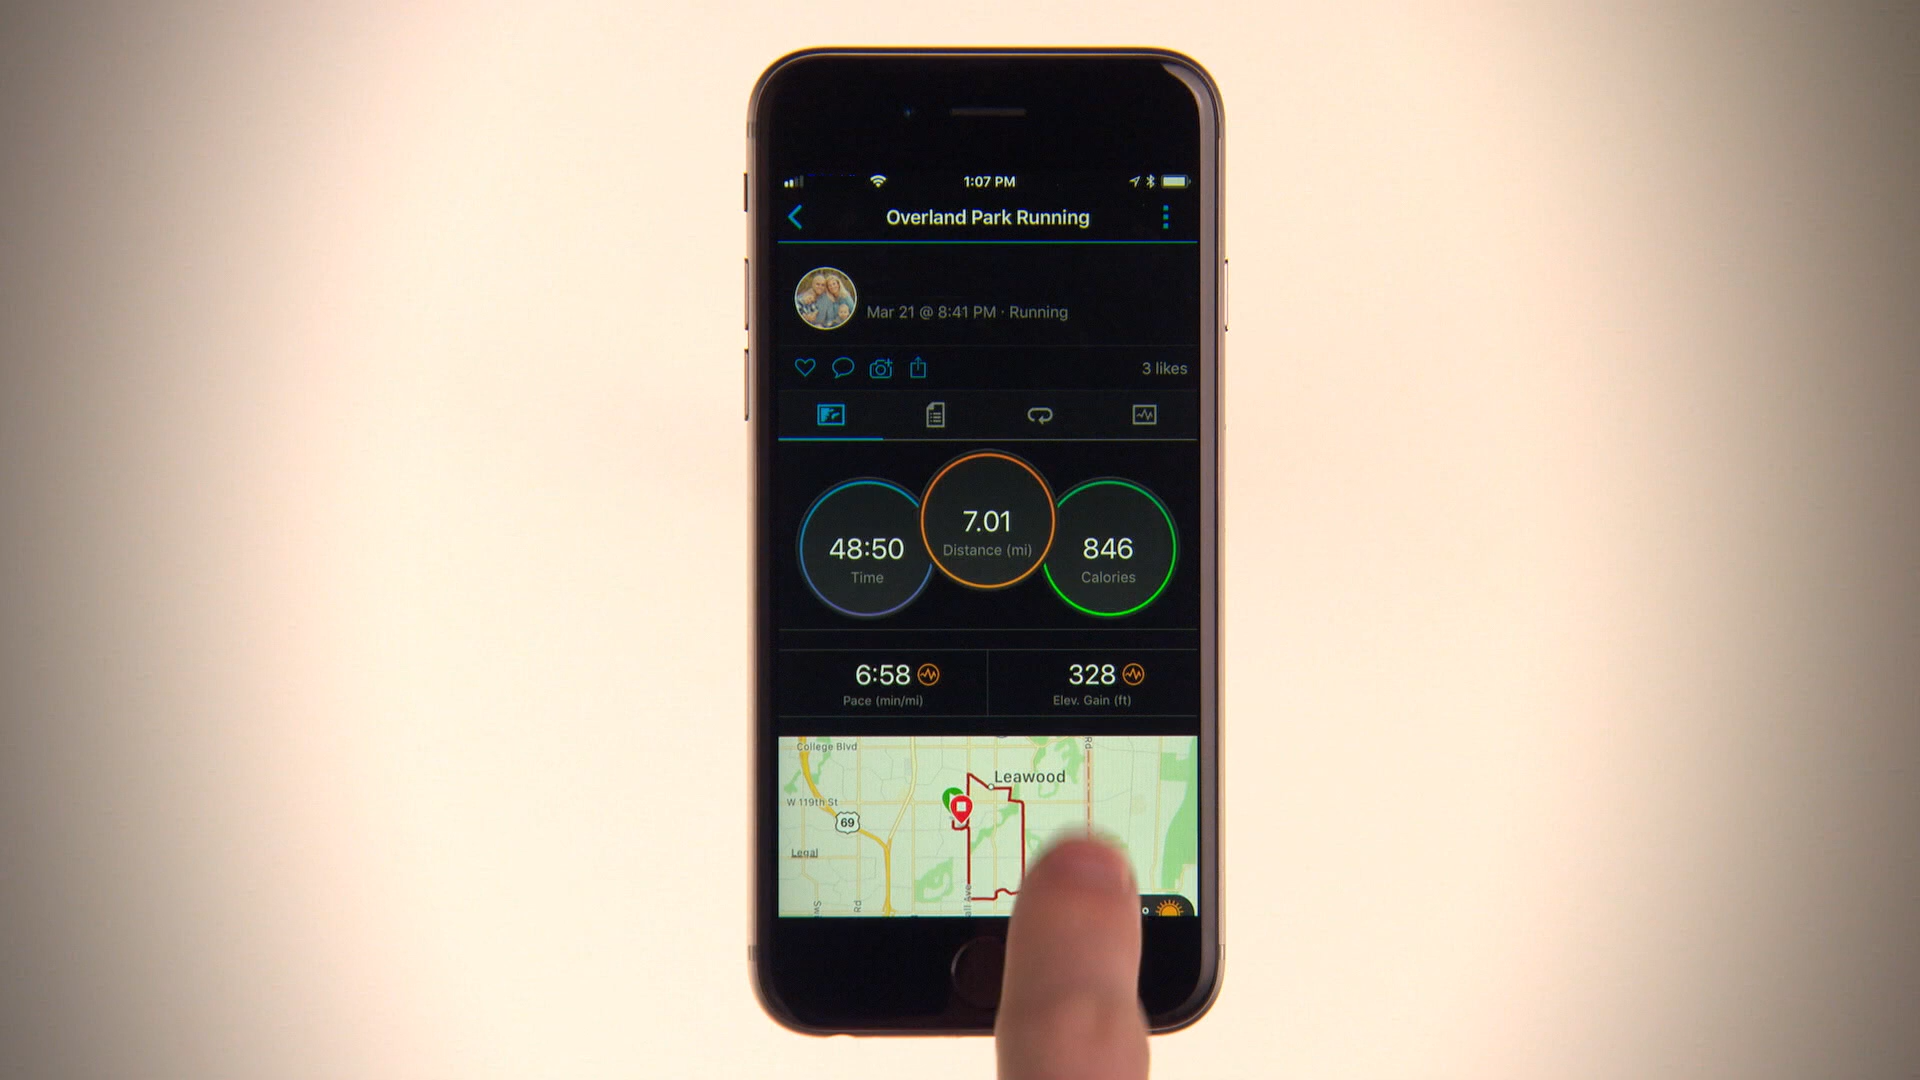 1:07 PM
Overland Park Running
Mar 21 @ 8:41 PM · Running
3 likes
7.01
Distance (mi)
48:50
Time
846
Calories
6:58
Pace (min/mi)
328
Elev. Gain (ft)
College Blvd
Rd
Leawood
W 119th St
69
Legal
Rd